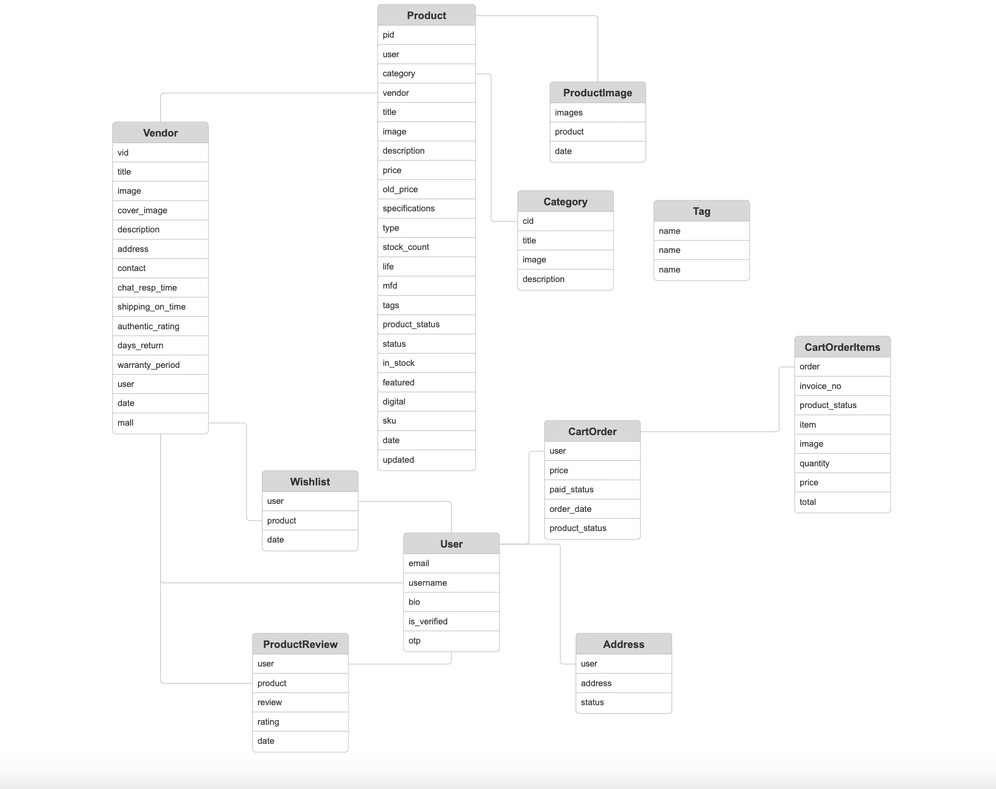 Product
pid
user
category
vendor
title
image
description
price
old_price
specifications
type
stock_count
life
mfd
tags
product_status
status
in_stock
featured
digital
sku
date
updated
ProductImage
images
product
date
Vendor
vid
title
image
cover_image
description
address
contact
chat_resp_time
shipping_on_time
authentic_rating
days_return
warranty_period
user
date
mall
Category
cid
title
image
description
Tag
name
name
name
CartOrderItems
order
invoice_no
product_status
item
image
quantity
price
total
CartOrder
user
price
paid_status
order_date
product_status
Wishlist
user
product
date
User
email
username
bio
is_verified
otp
ProductReview
user
product
review
rating
date
Address
user
address
status